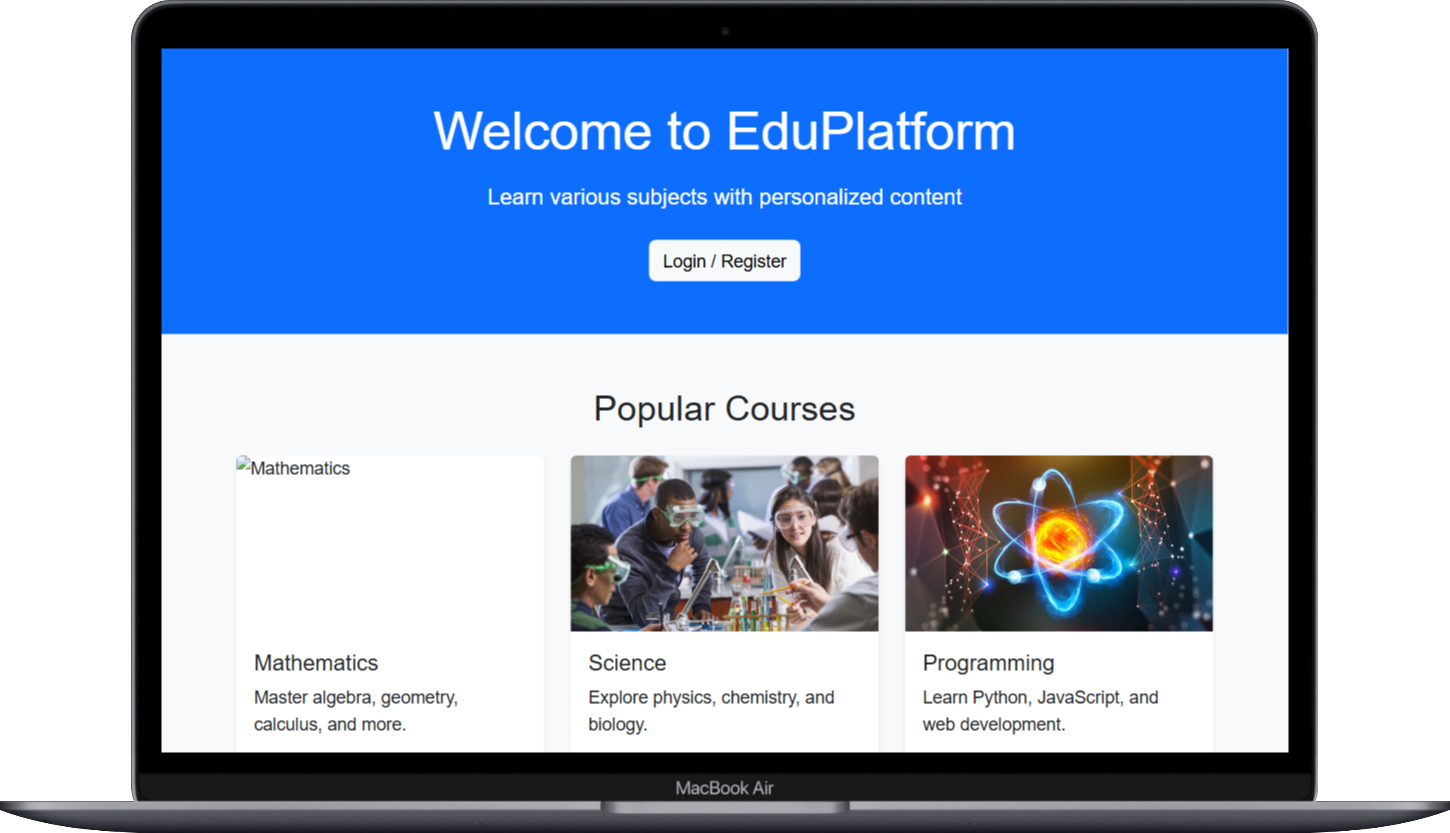 Welcome to EduPlatform
Learn various subjects with personalized content
Login / Register
Popular Courses
Mathematics
Mathematics
Master algebra, geometry,
calculus, and more.
Science
Explore physics, chemistry, and
biology.
Programming
Learn Python, JavaScript, and
web development.
MacBook Air